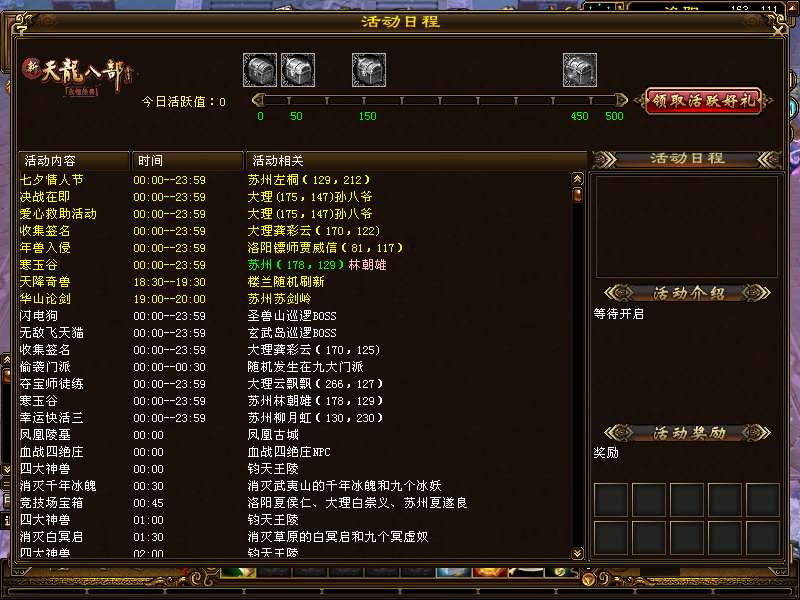 活动日程
新天龍八部
今日活跃值：0
0 50 150 450 500
领取活跃好礼
活动内容 时间 活动相关
七夕情人节 00:00--23:59 苏州左桐（129，212）
决战在即 00:00--23:59 大理(175，147)孙八爷
爱心救助活动 00:00--23:59 大理(175，147)孙八爷
收集签名 00:00--23:59 大理龚彩云（170，122）
年兽入侵 00:00--23:59 洛阳镖师贾威信（81，117）
寒玉谷 00:00--23:59 苏州（178，129）林朝雄
天降奇兽 18:30--19:30 楼兰随机刷新
华山论剑 19:00--20:00 苏州苏剑岭
闪电狗 00:00--23:59 圣兽山巡逻BOSS
无敌飞天猫 00:00--23:59 玄武岛巡逻BOSS
收集签名 00:00--23:59 大理龚彩云（170，125）
偷袭门派 00:00--00:30 随机发生在九大门派
夺宝师徒练 00:00--23:59 大理云飘飘（266，127）
寒玉谷 00:00--23:59 苏州林朝雄（178，129）
幸运快活三 00:00--23:59 苏州柳月虹（130，230）
凤凰陵墓 00:00 凤凰古城
血战四绝庄 00:00 血战四绝庄NPC
四大神兽 00:00 钧天王陵
消灭千年冰魄 00:30 消灭武夷山的千年冰魄和九个冰妖
竞技场宝箱 00:45 洛阳夏侯仁、大理白崇义、苏州夏遂良
四大神兽 01:00 钧天王陵
消灭白冥启 01:30 消灭草原的白冥启和九个冥虚奴
四大神兽 02:00 钧天王陵
活动日程
活动介绍
等待开启
活动奖励
奖励